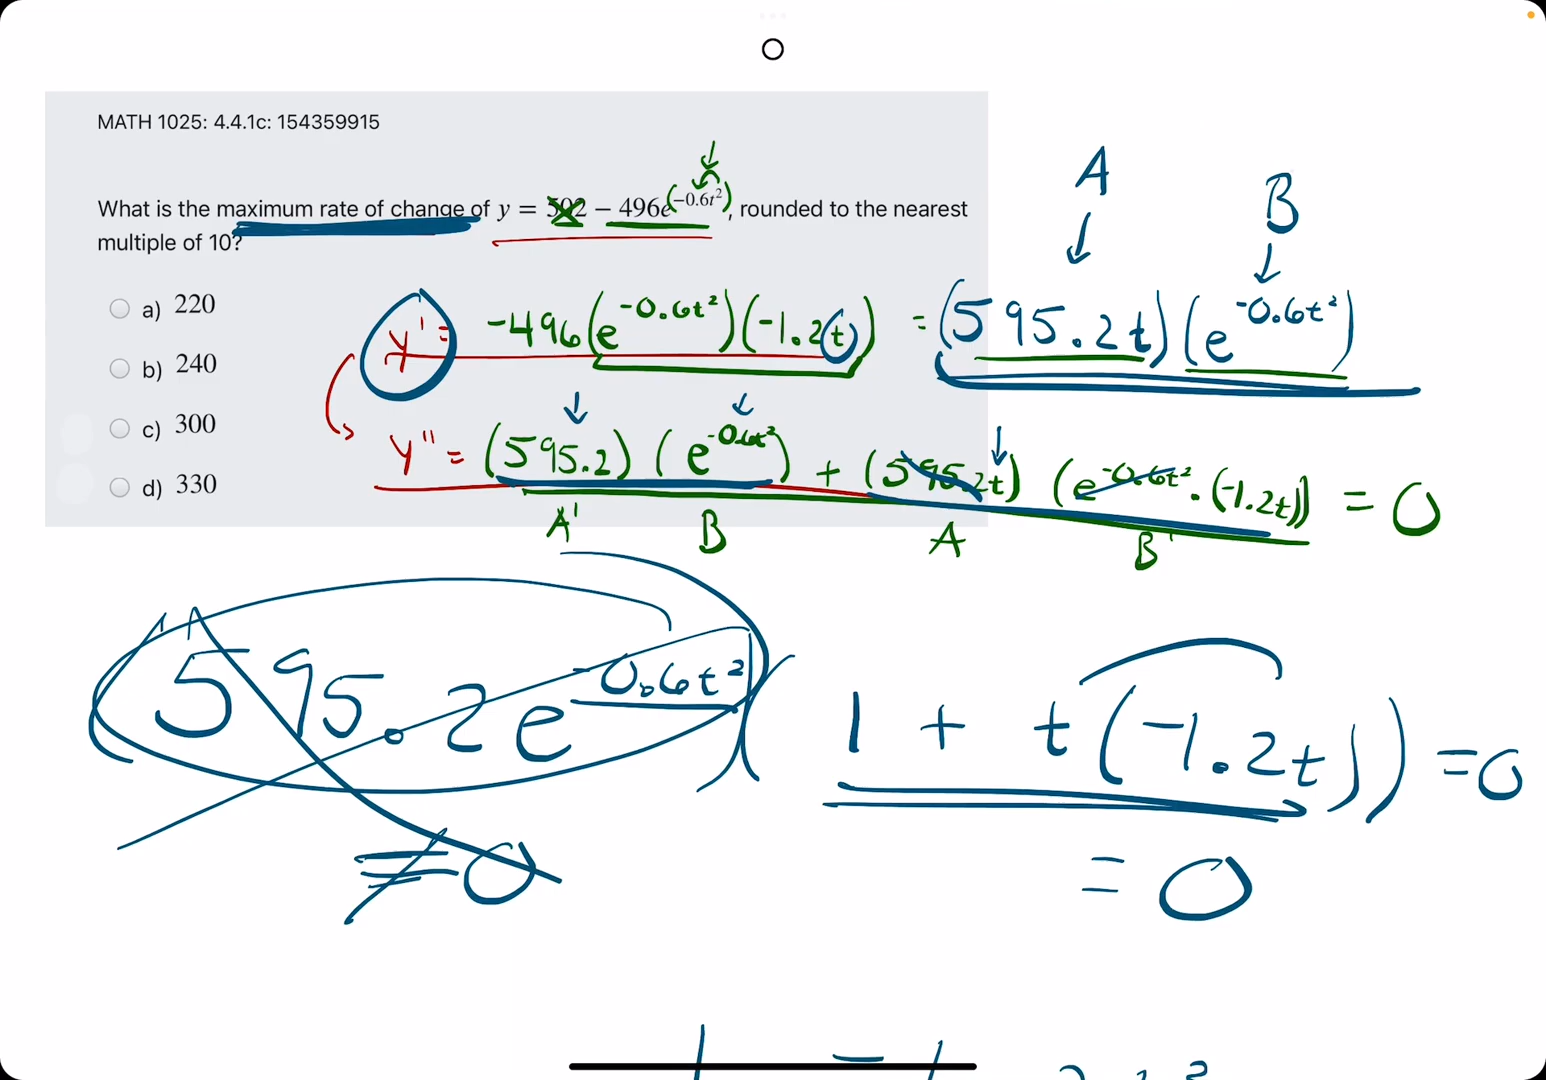 MATH 1025: 4.4.1c: 154359915
A
B
What is the maximum rate of change of y = 592 − 496e^(−0.6t²), rounded to the nearest
multiple of 10?
a) 220
b) 240
c) 300
d) 330
y' = -496(e^-0.6t²)(-1.2t) = (595.2t)(e^-0.6t²)
y'' = (595.2)(e^-0.6t²) + (595.2t)(e^-0.6t² · (-1.2t)) = 0
A' B A B'
595.2e^-0.6t² (1 + t(-1.2t)) = 0
≠0 = 0